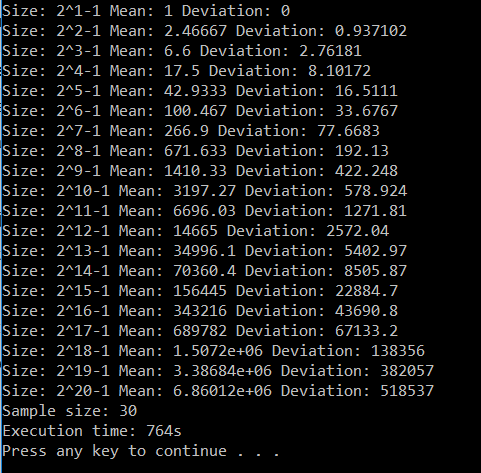 Size: 2^1-1 Mean: 1 Deviation: 0
Size: 2^2-1 Mean: 2.46667 Deviation: 0.937102
Size: 2^3-1 Mean: 6.6 Deviation: 2.76181
Size: 2^4-1 Mean: 17.5 Deviation: 8.10172
Size: 2^5-1 Mean: 42.9333 Deviation: 16.5111
Size: 2^6-1 Mean: 100.467 Deviation: 33.6767
Size: 2^7-1 Mean: 266.9 Deviation: 77.6683
Size: 2^8-1 Mean: 671.633 Deviation: 192.13
Size: 2^9-1 Mean: 1410.33 Deviation: 422.248
Size: 2^10-1 Mean: 3197.27 Deviation: 578.924
Size: 2^11-1 Mean: 6696.03 Deviation: 1271.81
Size: 2^12-1 Mean: 14665 Deviation: 2572.04
Size: 2^13-1 Mean: 34996.1 Deviation: 5402.97
Size: 2^14-1 Mean: 70360.4 Deviation: 8505.87
Size: 2^15-1 Mean: 156445 Deviation: 22884.7
Size: 2^16-1 Mean: 343216 Deviation: 43690.8
Size: 2^17-1 Mean: 689782 Deviation: 67133.2
Size: 2^18-1 Mean: 1.5072e+06 Deviation: 138356
Size: 2^19-1 Mean: 3.38684e+06 Deviation: 382057
Size: 2^20-1 Mean: 6.86012e+06 Deviation: 518537
Sample size: 30
Execution time: 764s
Press any key to continue . . .